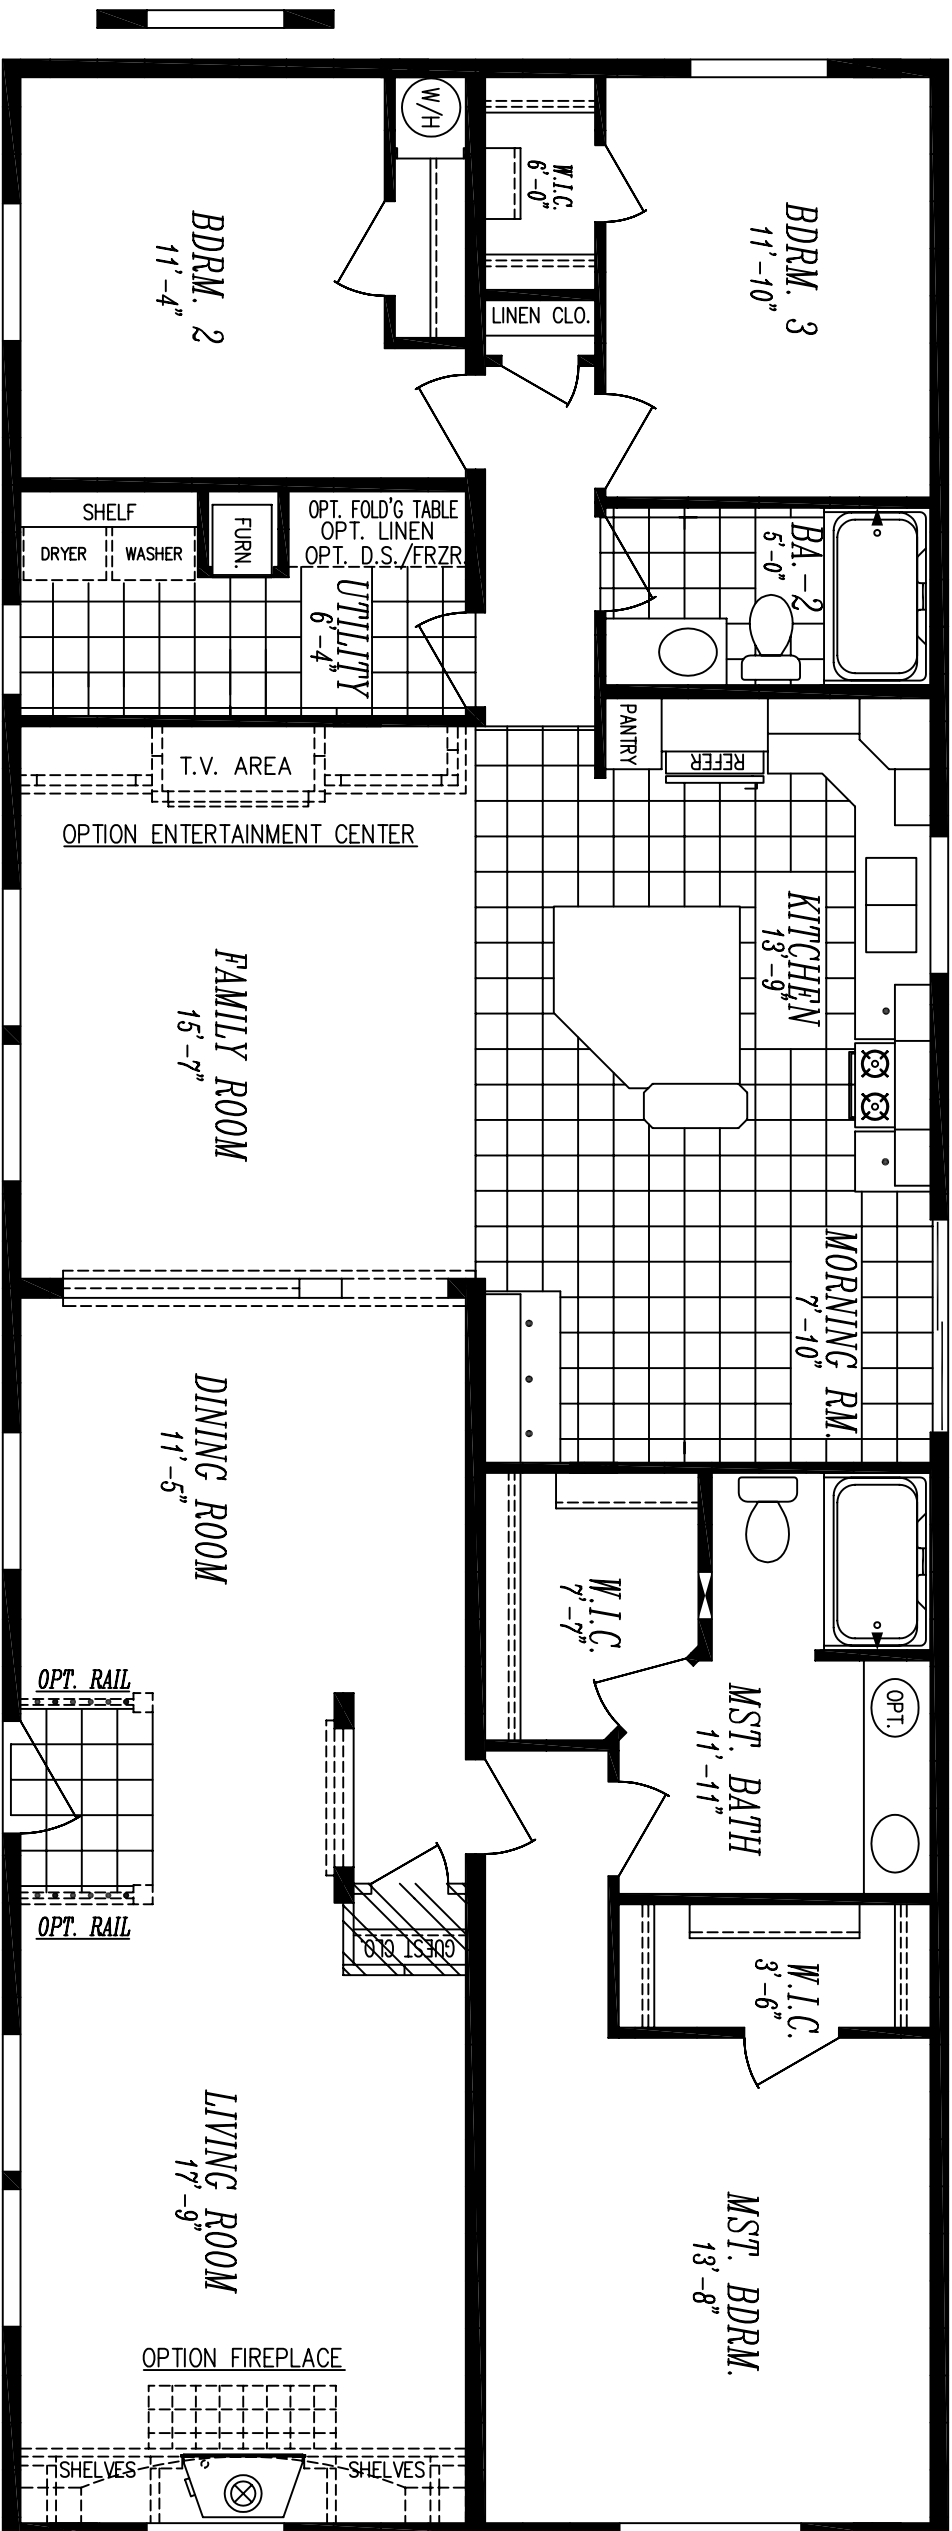 W/H
W.I.C.
6'-0"
BDRM. 3
11'-10"
BDRM. 2
11'-4"
LINEN CLO.
SHELF
DRYER
WASHER
FURN.
OPT. FOLD'G TABLE
OPT. LINEN
OPT. D.S./FRZR.
UTILITY
6'-4"
BA.-2
5'-0"
PANTRY
REFER
T.V. AREA
OPTION ENTERTAINMENT CENTER
KITCHEN
13'-9"
FAMILY ROOM
15'-7"
MORNING RM.
7'-10"
DINING ROOM
11'-5"
W.I.C.
7'-7"
OPT. RAIL
MST. BATH
11'-11"
OPT.
OPT. RAIL
GUEST CLO
W.I.C.
3'-6"
LIVING ROOM
17'-9"
MST. BDRM.
13'-8"
OPTION FIREPLACE
SHELVES
SHELVES